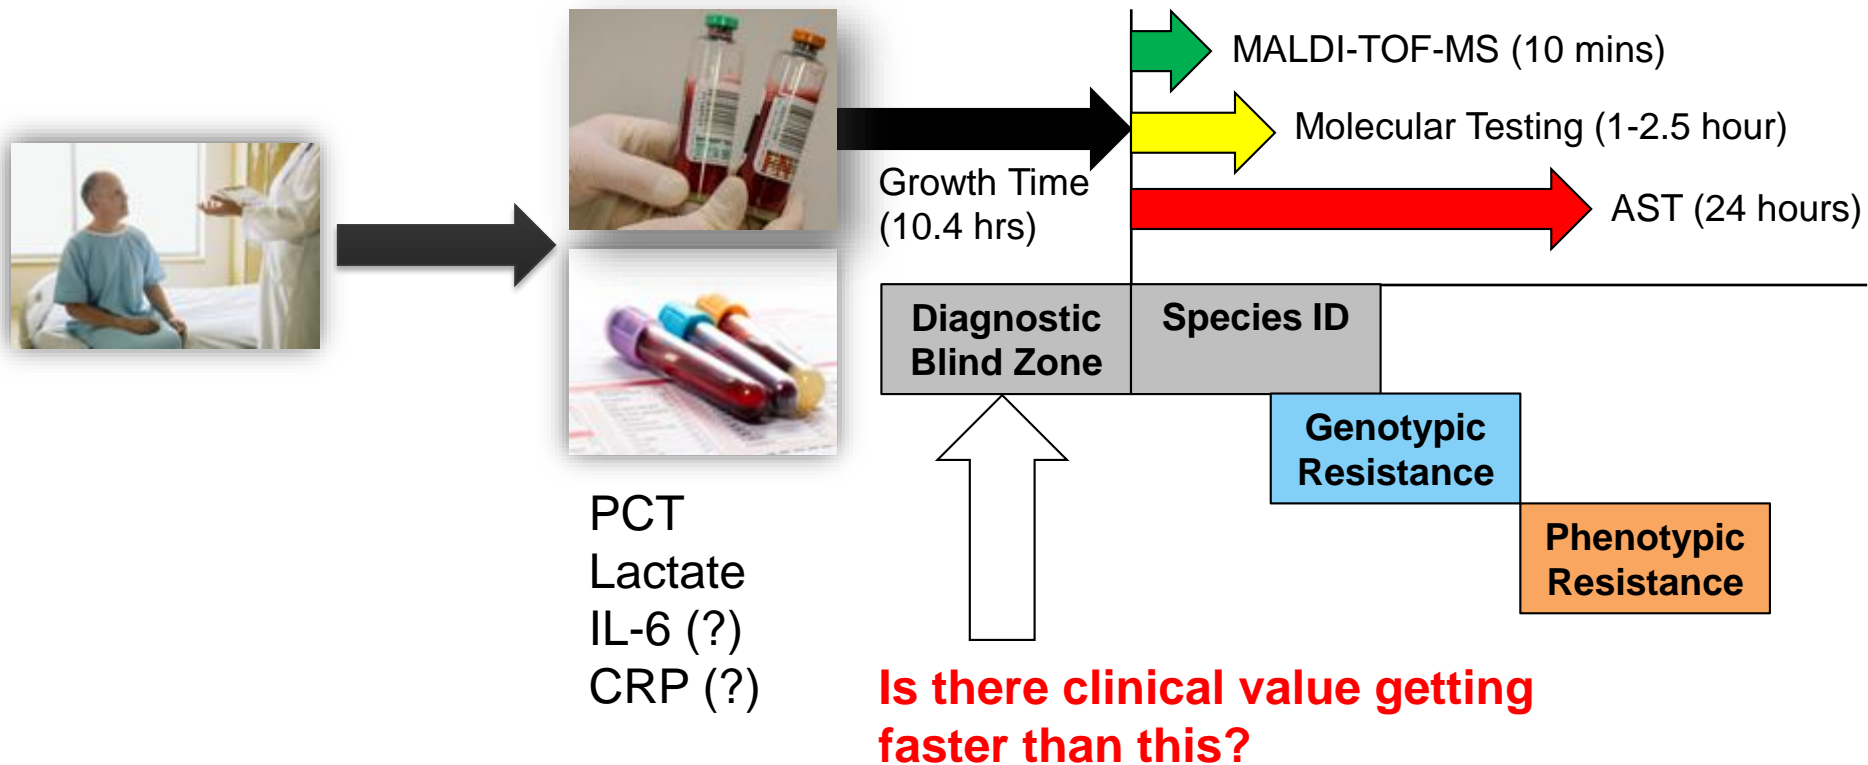 MALDI-TOF-MS (10 mins)
Molecular Testing (1-2.5 hour)
AST (24 hours)
Growth Time
(10.4 hrs)
Diagnostic
Blind Zone
Species ID
Genotypic
Resistance
Phenotypic
Resistance
PCT
Lactate
IL-6 (?)
CRP (?)
Is there clinical value getting
faster than this?